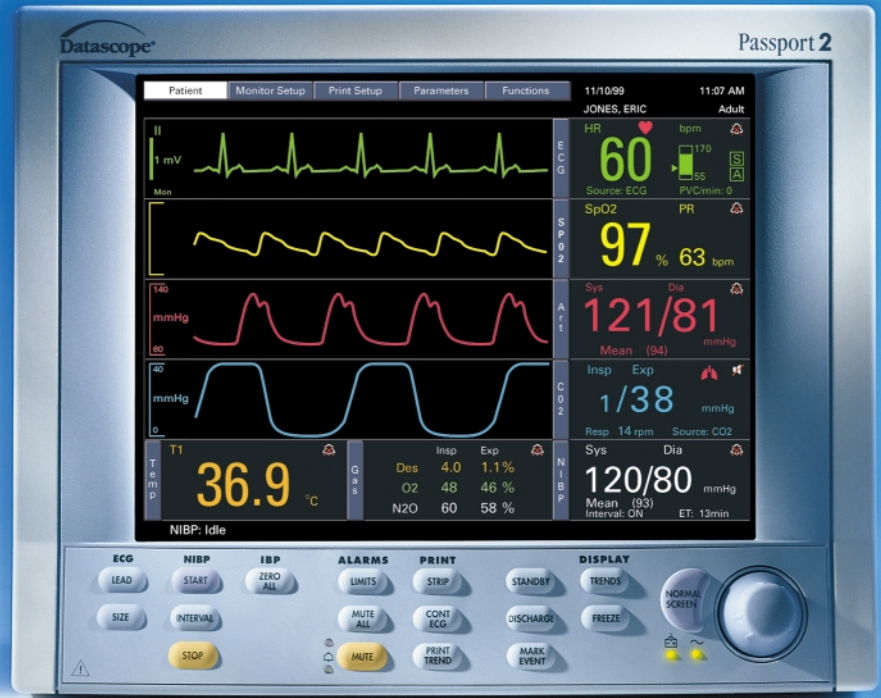 Datascope®
Passport 2
Patient Monitor Setup Print Setup Parameters Functions
11/10/99 11:07 AM
JONES, ERIC Adult
II
1 mV
Mon
ECG
HR bpm
60
170
55
S
A
Source: ECG PVC/min: 0
SPO2
SpO2 PR
97 % 63 bpm
140
mmHg
60
Art
Sys Dia
121/81
mmHg
Mean (94)
40
mmHg
0
CO2
Insp Exp
1/38 mmHg
Resp 14 rpm Source: CO2
Temp
T1
36.9 °C
Gas
Insp Exp
Des 4.0 1.1%
O2 48 46 %
N2O 60 58 %
NIBP
Sys Dia
120/80 mmHg
Mean (93)
Interval: ON ET: 13min
NIBP: Idle
ECG NIBP IBP ALARMS PRINT DISPLAY
LEAD START ZERO ALL LIMITS STRIP STANDBY TRENDS
SIZE INTERVAL MUTE ALL CONT ECG DISCHARGE FREEZE
NORMAL SCREEN
STOP MUTE PRINT TREND MARK EVENT